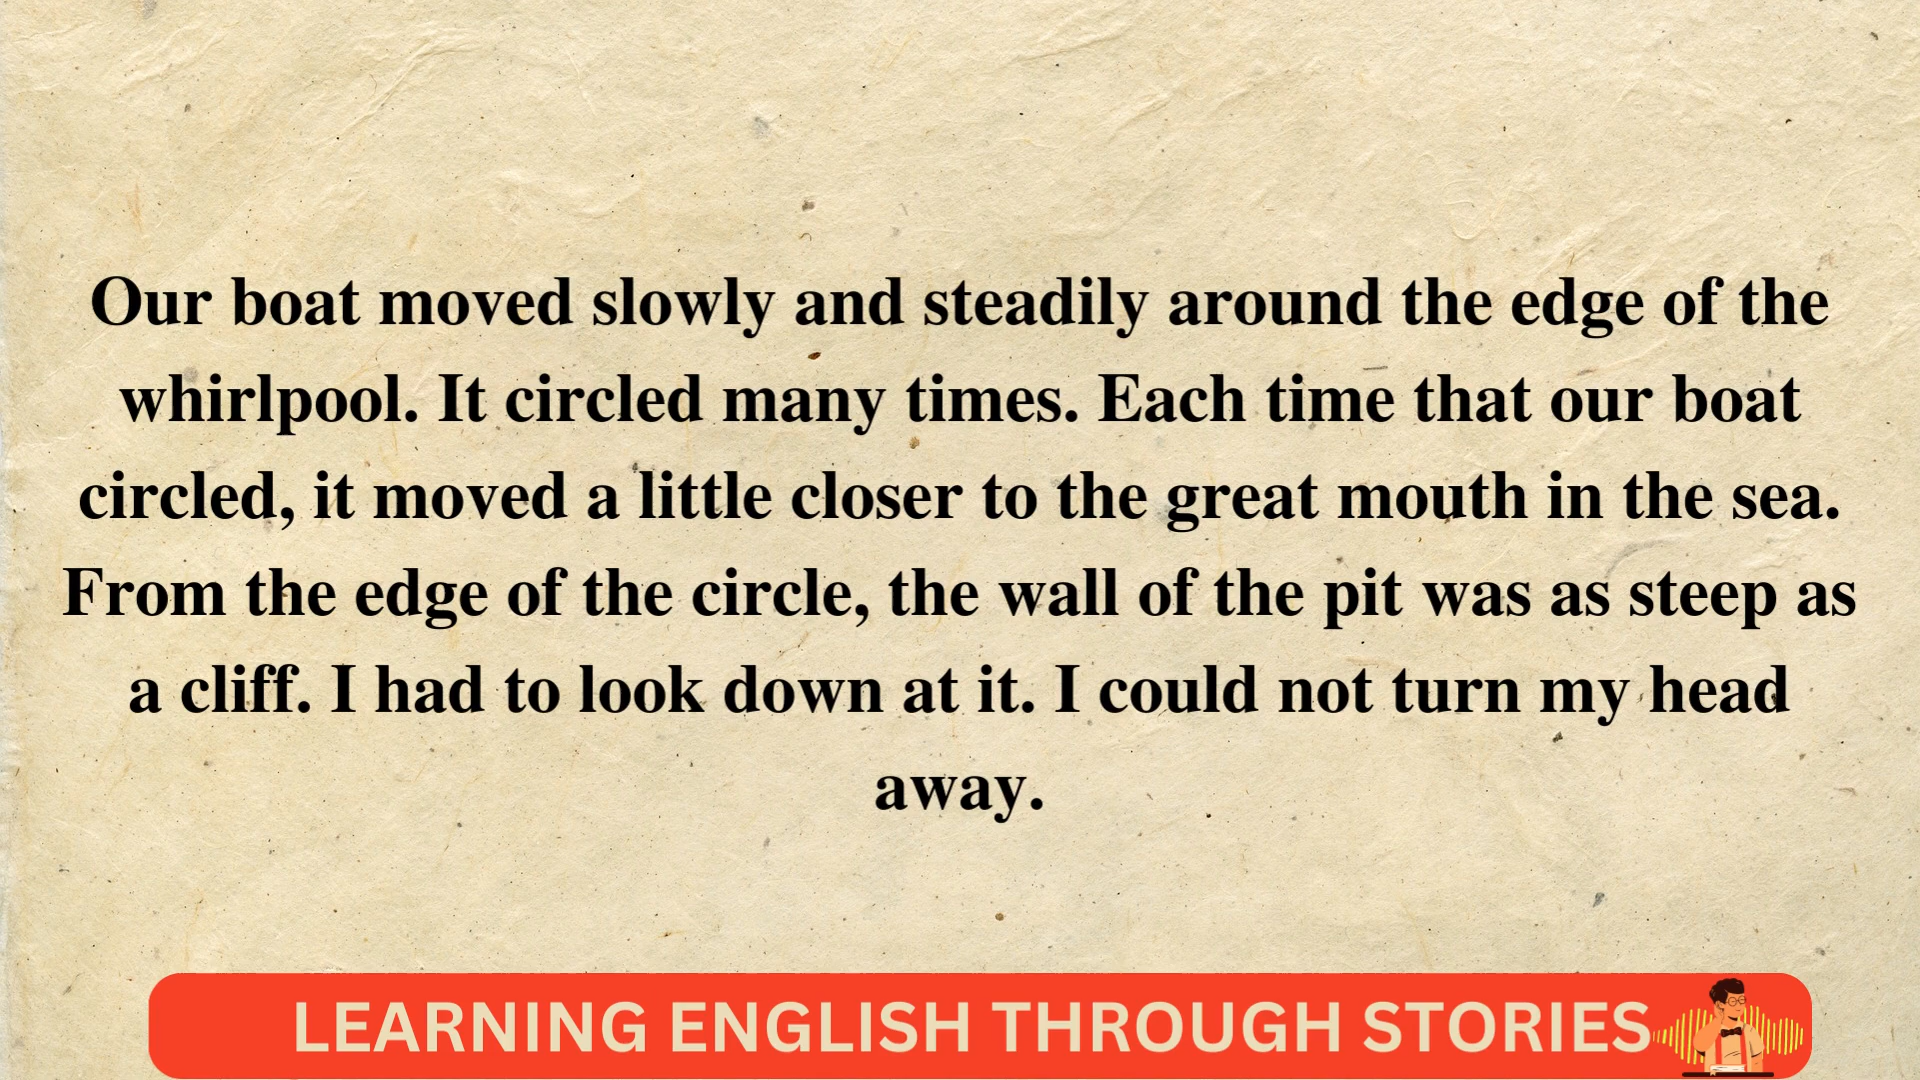 Our boat moved slowly and steadily around the edge of the
whirlpool. It circled many times. Each time that our boat
circled, it moved a little closer to the great mouth in the sea.
From the edge of the circle, the wall of the pit was as steep as
a cliff. I had to look down at it. I could not turn my head
away.
LEARNING ENGLISH THROUGH STORIES